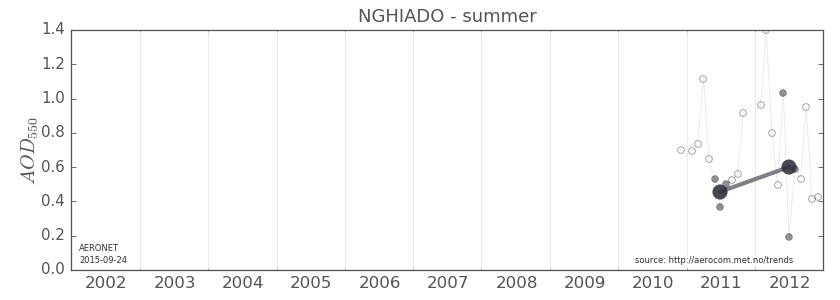 NGHIADO - summer
1.4
1.2
1.0
0.8
0.6
0.4
0.2
0.0
AOD550
AERONET
2015-09-24
source: http://aerocom.met.no/trends
2002 2003 2004 2005 2006 2007 2008 2009 2010 2011 2012